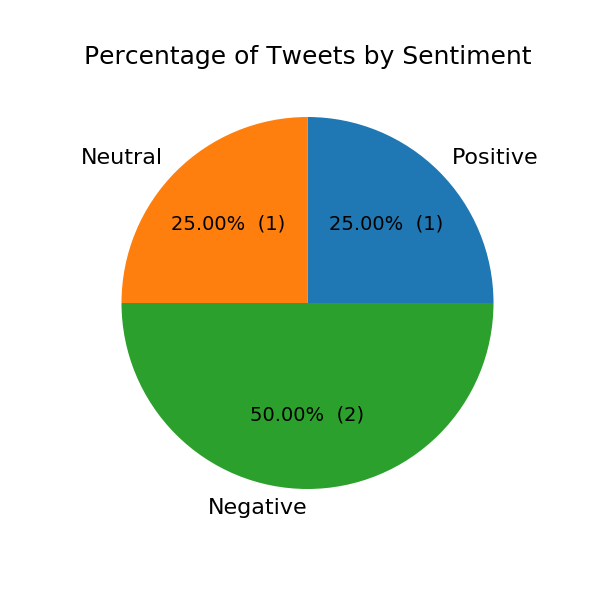 Percentage of Tweets by Sentiment
Neutral
Positive
25.00%  (1)
25.00%  (1)
50.00%  (2)
Negative